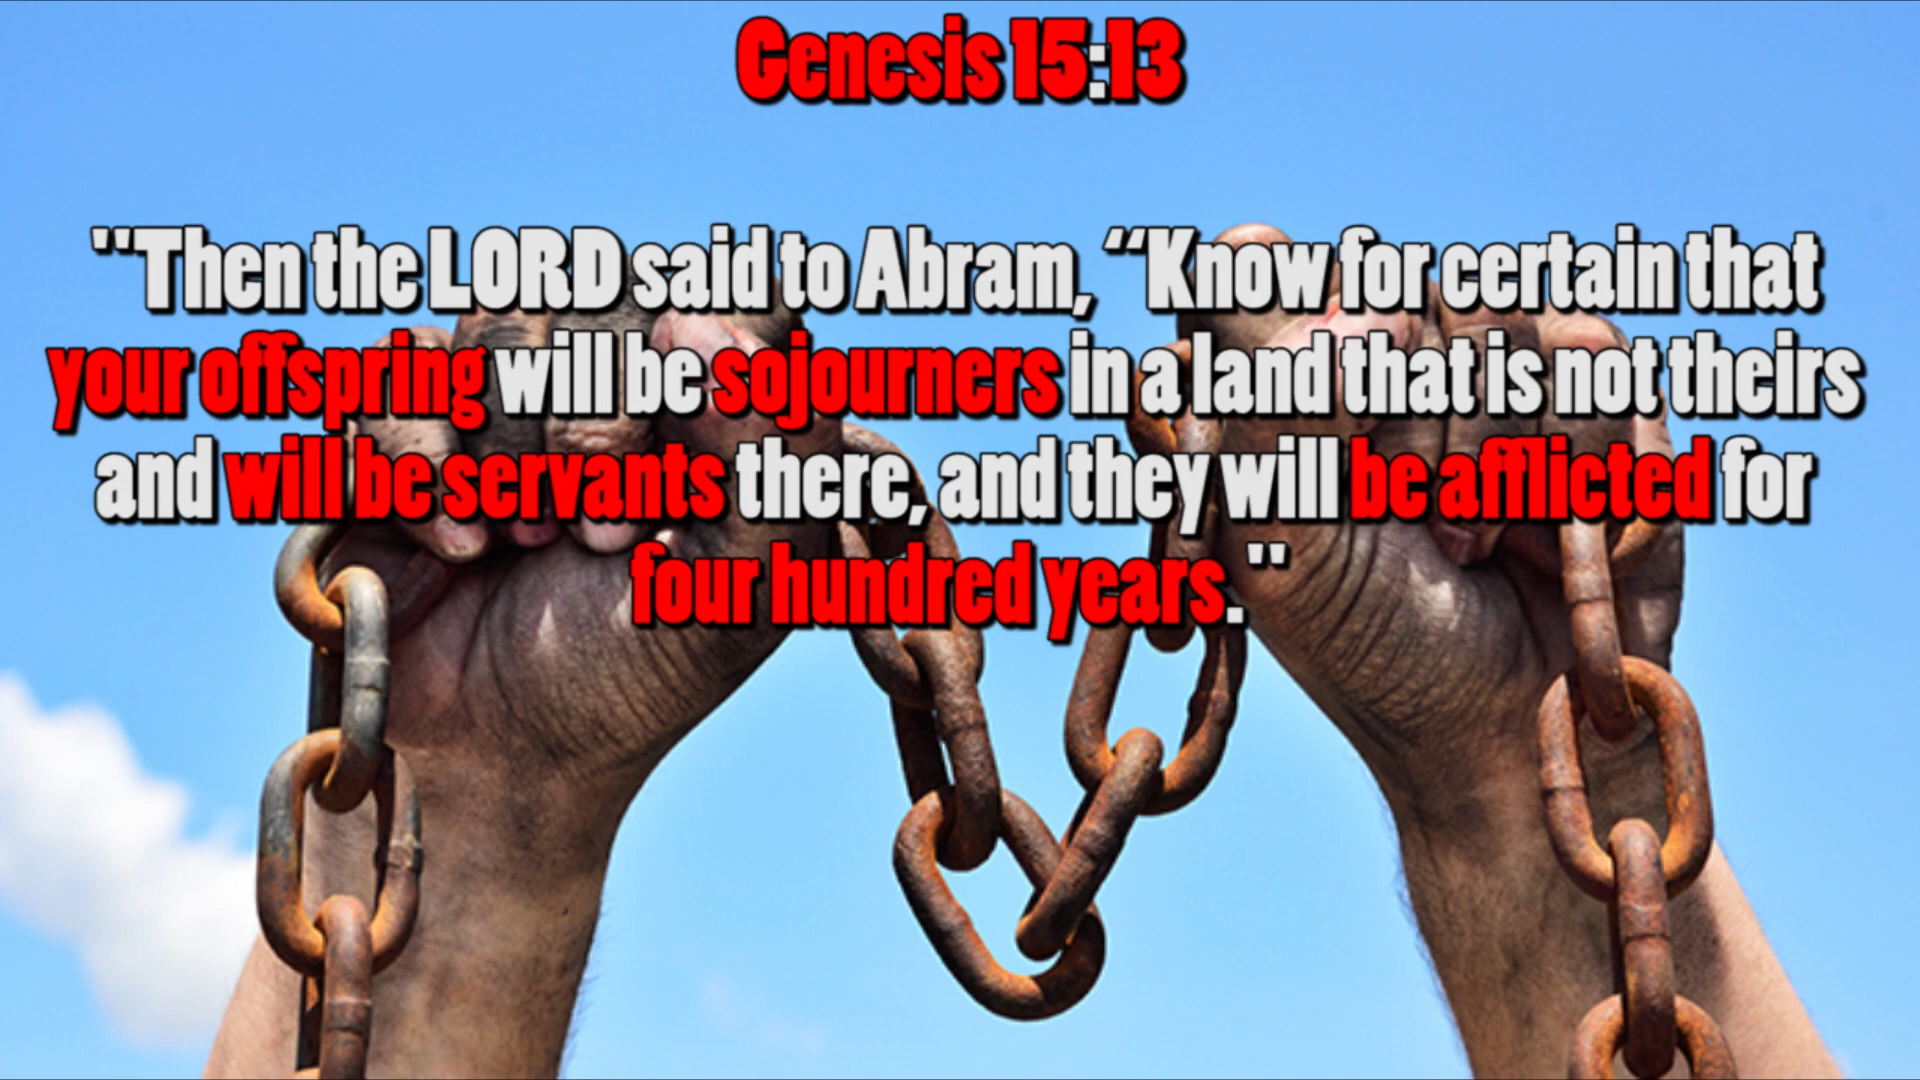 Genesis 15:13
"Then the LORD said to Abram, “Know for certain that
your offspring will be sojourners in a land that is not theirs
and will be servants there, and they will be afflicted for
four hundred years."